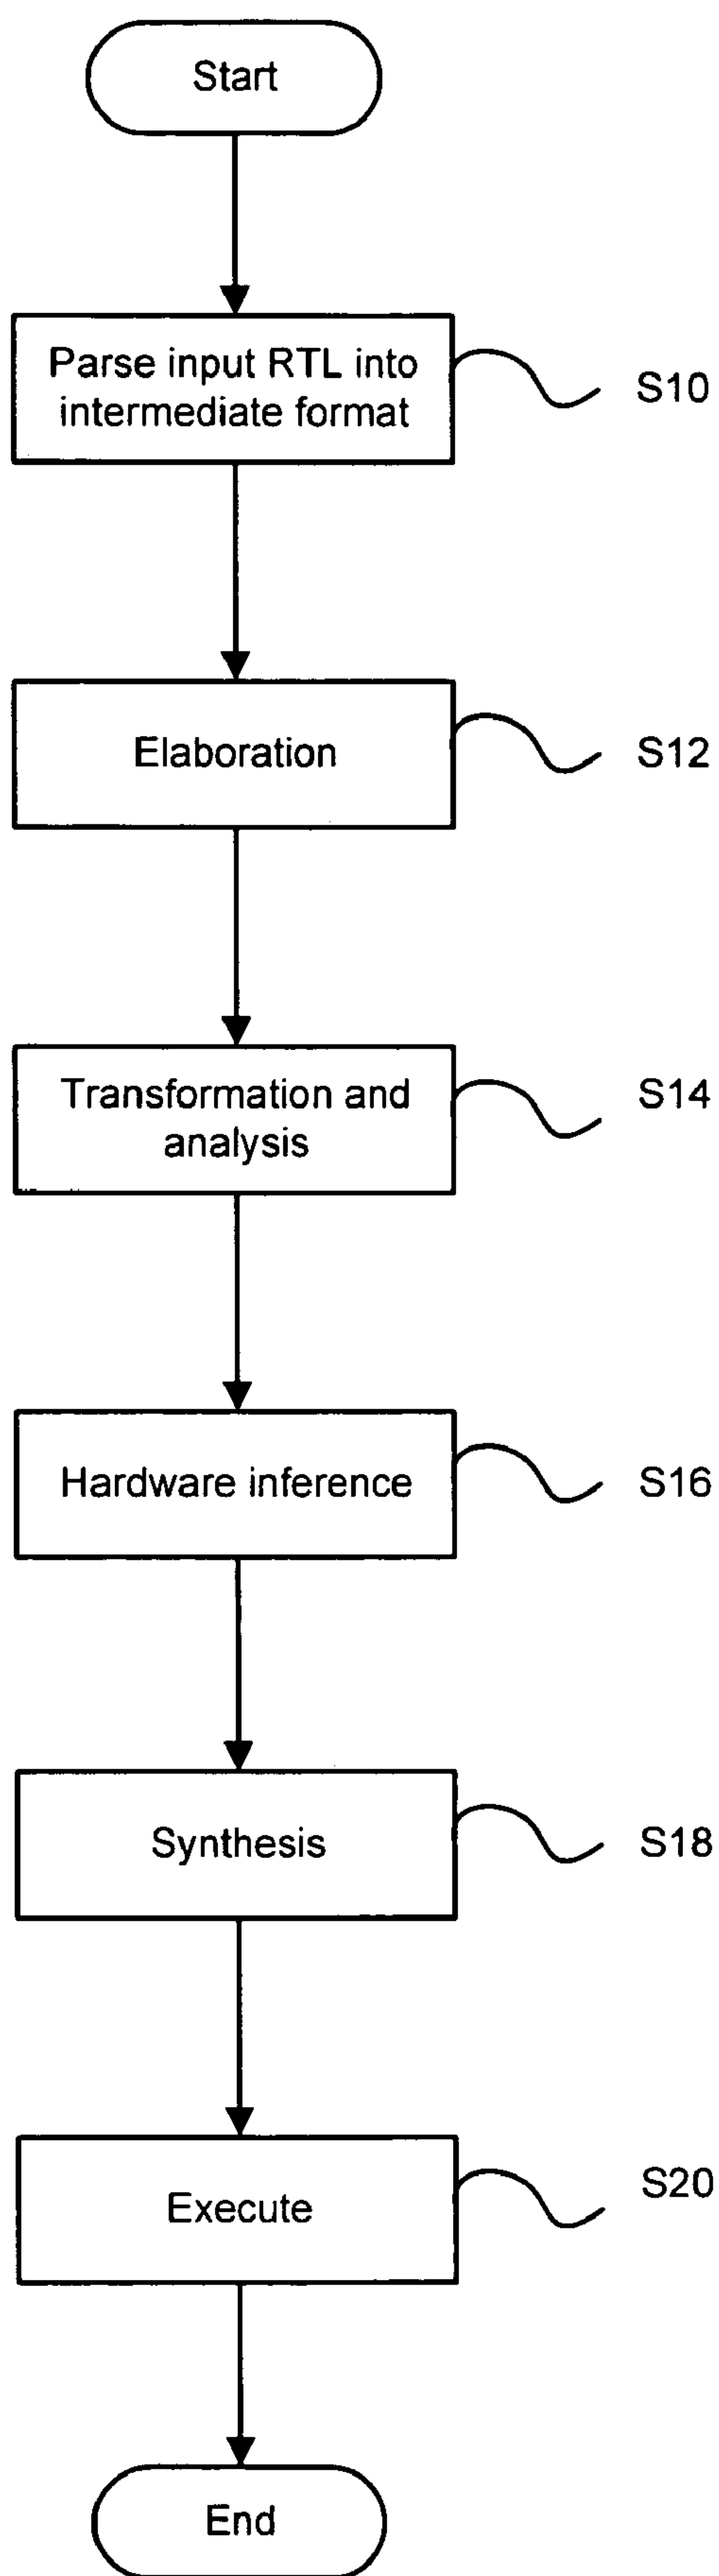 Start
Parse input RTL into
intermediate format
S10
Elaboration
S12
Transformation and
analysis
S14
Hardware inference
S16
Synthesis
S18
Execute
S20
End